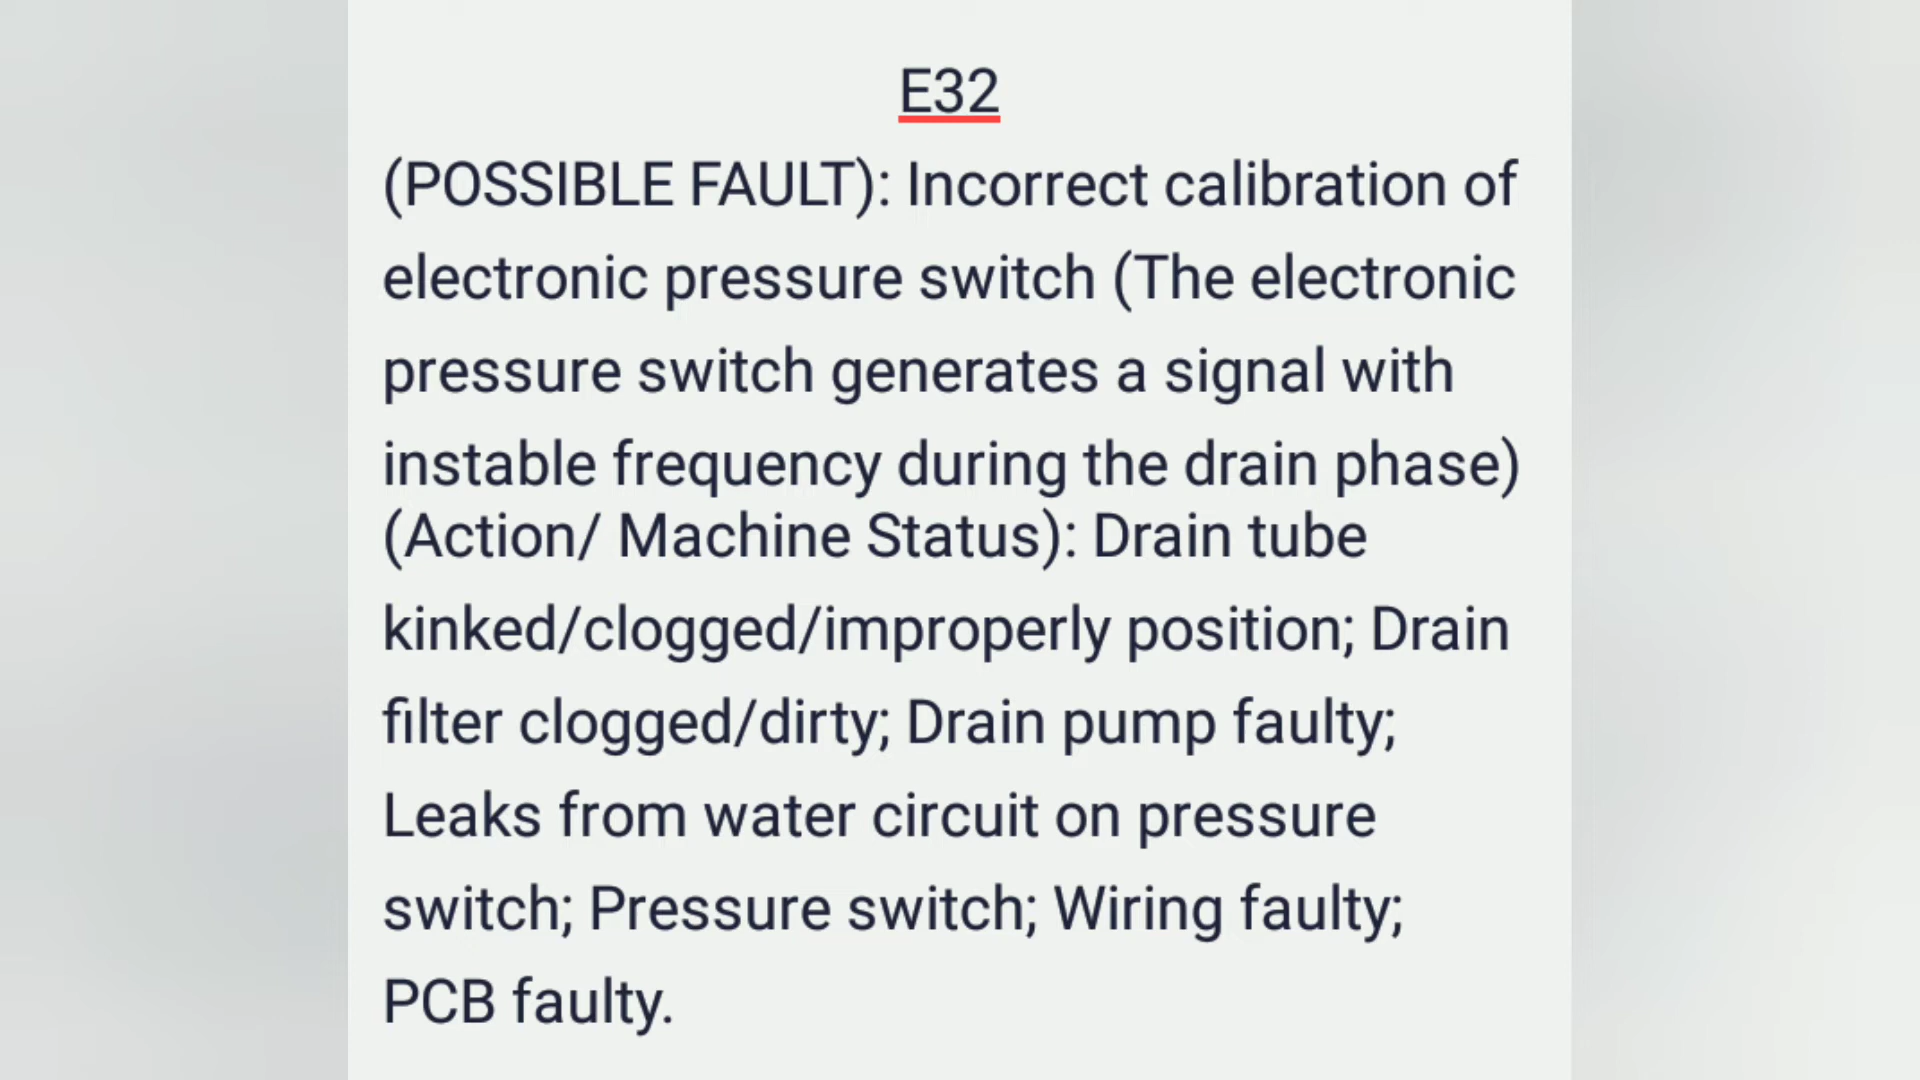 E32
(POSSIBLE FAULT): Incorrect calibration of
electronic pressure switch (The electronic
pressure switch generates a signal with
instable frequency during the drain phase)
(Action/ Machine Status): Drain tube
kinked/clogged/improperly position; Drain
filter clogged/dirty; Drain pump faulty;
Leaks from water circuit on pressure
switch; Pressure switch; Wiring faulty;
PCB faulty.